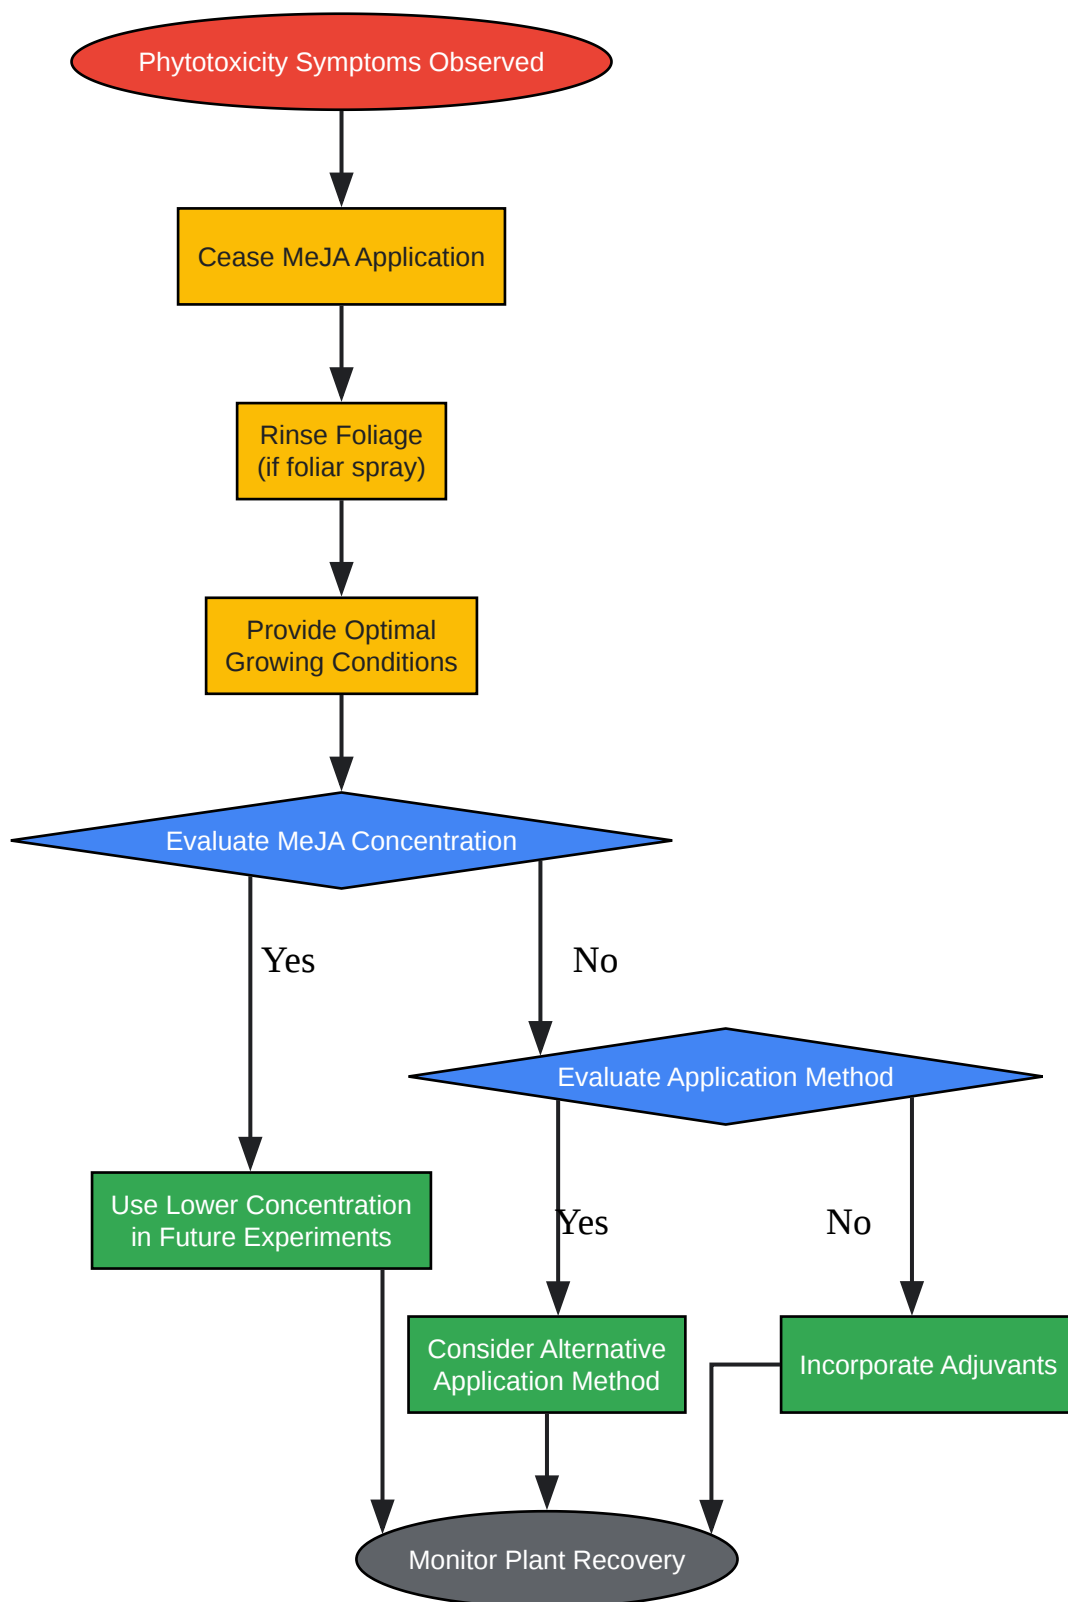 Phytotoxicity Symptoms Observed
Cease MeJA Application
Rinse Foliage
(if foliar spray)
Provide Optimal
Growing Conditions
Evaluate MeJA Concentration
Yes
No
Evaluate Application Method
Use Lower Concentration
in Future Experiments
Yes
No
Consider Alternative
Application Method
Incorporate Adjuvants
Monitor Plant Recovery